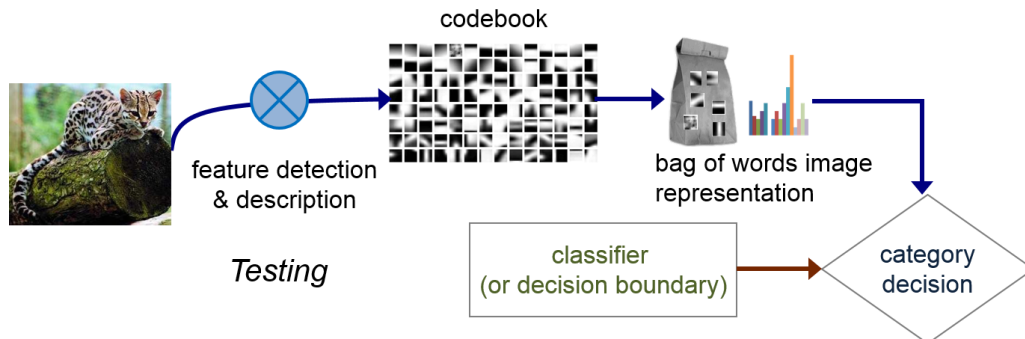 codebook
feature detection
& description
bag of words image
representation
Testing
classifier
(or decision boundary)
category
decision